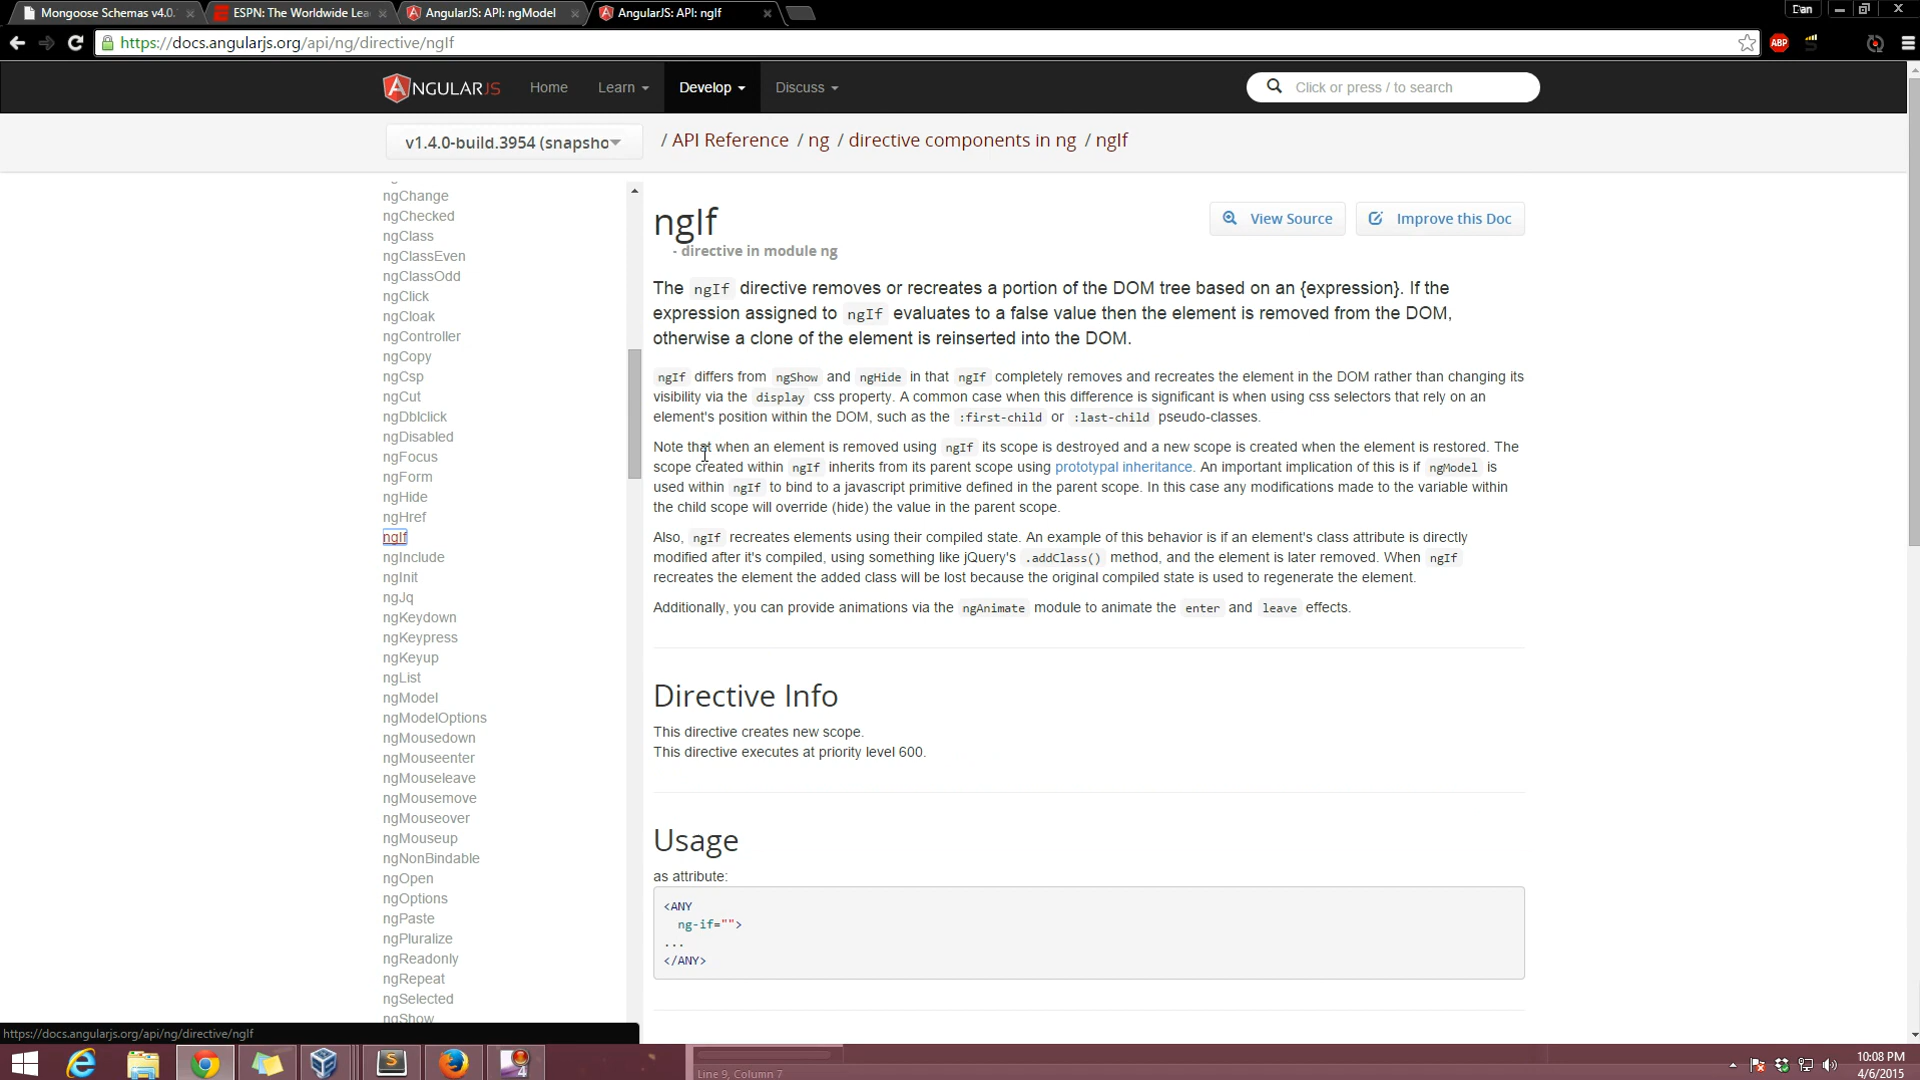 Mongoose Schemas v4.0.
ESPN: The Worldwide Lea
AngularJS: API: ngModel
AngularJS: API: ngIf
Dan
https://docs.angularjs.org/api/ng/directive/ngIf
ABP
ANGULARJS
Home
Learn
Develop
Discuss
Click or press / to search
v1.4.0-build.3954 (snapsho
/ API Reference / ng / directive components in ng / ngIf
ngChange
ngChecked
ngClass
ngClassEven
ngClassOdd
ngClick
ngCloak
ngController
ngCopy
ngCsp
ngCut
ngDblclick
ngDisabled
ngFocus
ngForm
ngHide
ngHref
ngIf
ngInclude
ngInit
ngJq
ngKeydown
ngKeypress
ngKeyup
ngList
ngModel
ngModelOptions
ngMousedown
ngMouseenter
ngMouseleave
ngMousemove
ngMouseover
ngMouseup
ngNonBindable
ngOpen
ngOptions
ngPaste
ngPluralize
ngReadonly
ngRepeat
ngSelected
ngShow
ngIf
View Source
Improve this Doc
- directive in module ng
The ngIf directive removes or recreates a portion of the DOM tree based on an {expression}. If the
expression assigned to ngIf evaluates to a false value then the element is removed from the DOM,
otherwise a clone of the element is reinserted into the DOM.
ngIf differs from ngShow and ngHide in that ngIf completely removes and recreates the element in the DOM rather than changing its
visibility via the display css property. A common case when this difference is significant is when using css selectors that rely on an
element's position within the DOM, such as the :first-child or :last-child pseudo-classes.
Note that when an element is removed using ngIf its scope is destroyed and a new scope is created when the element is restored. The
scope created within ngIf inherits from its parent scope using prototypal inheritance. An important implication of this is if ngModel is
used within ngIf to bind to a javascript primitive defined in the parent scope. In this case any modifications made to the variable within
the child scope will override (hide) the value in the parent scope.
Also, ngIf recreates elements using their compiled state. An example of this behavior is if an element's class attribute is directly
modified after it's compiled, using something like jQuery's .addClass() method, and the element is later removed. When ngIf
recreates the element the added class will be lost because the original compiled state is used to regenerate the element.
Additionally, you can provide animations via the ngAnimate module to animate the enter and leave effects.
Directive Info
This directive creates new scope.
This directive executes at priority level 600.
Usage
as attribute:
<ANY
ng-if="">
...
</ANY>
https://docs.angularjs.org/api/ng/directive/ngIf
4
Line 9, Column 7
10:08 PM
4/6/2015